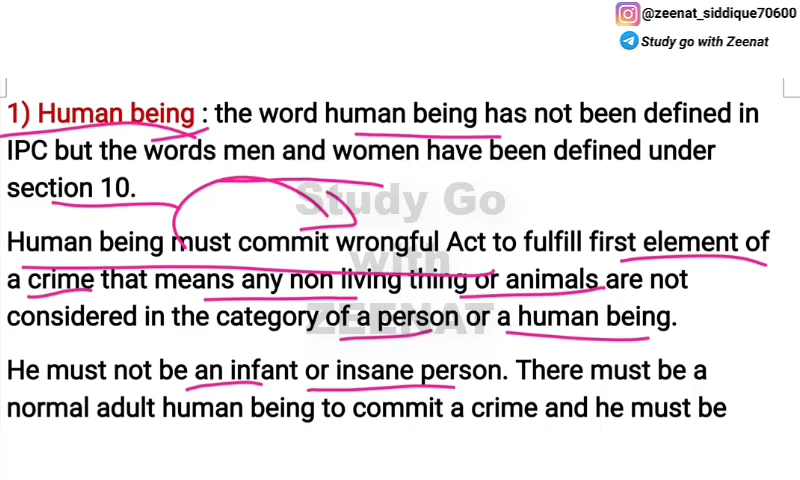 @zeenat_siddique70600
Study go with Zeenat
1) Human being : the word human being has not been defined in
IPC but the words men and women have been defined under
section 10.
Study Go
Human being must commit wrongful Act to fulfill first element of
with
a crime that means any non living thing or animals are not
considered in the category of a person or a human being.
ZEENAT
He must not be an infant or insane person. There must be a
normal adult human being to commit a crime and he must be